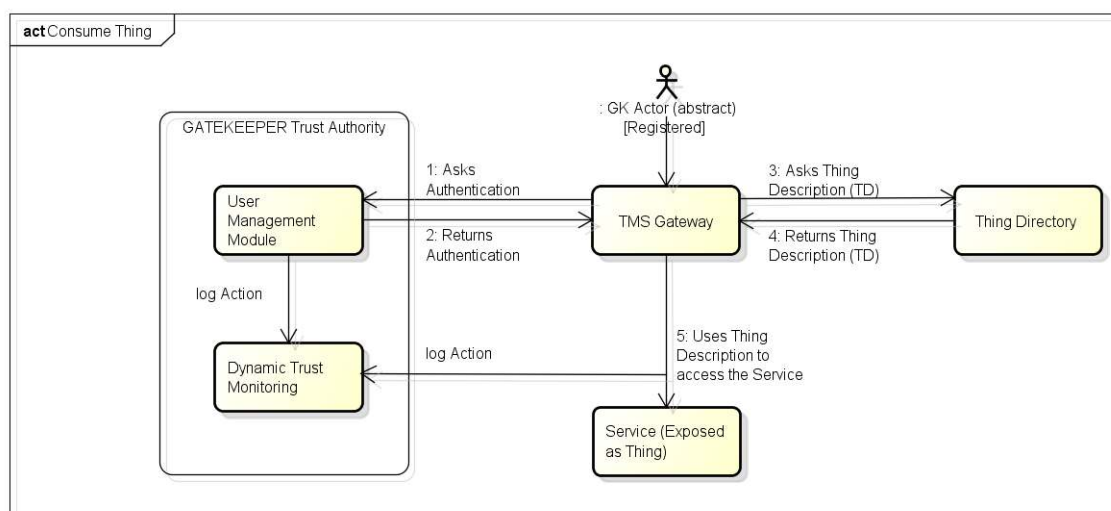 act Consume Thing
: GK Actor (abstract)
[Registered]
GATEKEEPER Trust Authority
1: Asks
Authentication
3: Asks Thing
Description (TD)
User
Management
Module
TMS Gateway
Thing Directory
2: Returns
Authentication
4: Returns Thing
Description (TD)
log Action
log Action
5: Uses Thing
Description to
access the Service
Dynamic Trust
Monitoring
Service (Exposed
as Thing)